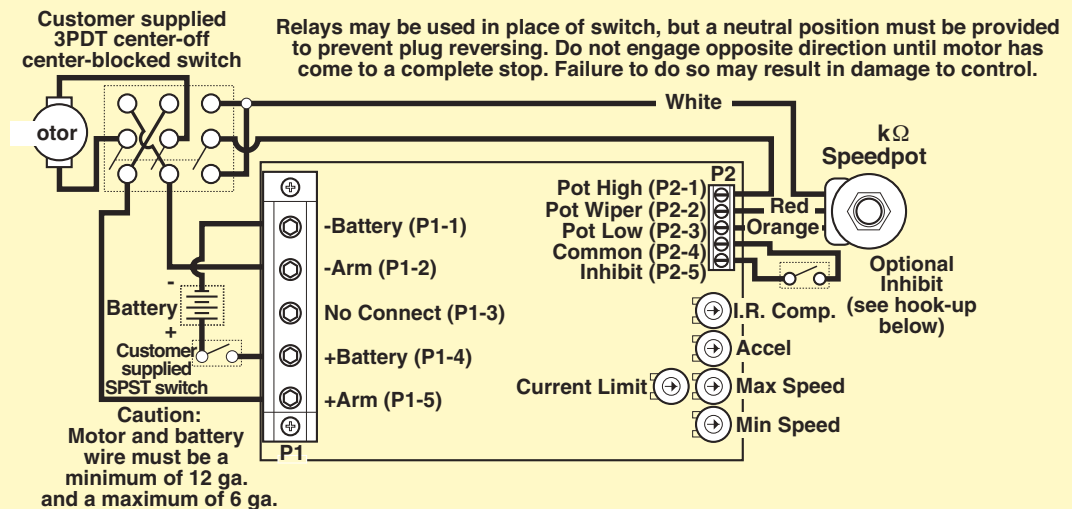 Customer supplied
3PDT center-off
center-blocked switch
Relays may be used in place of switch, but a neutral position must be provided
to prevent plug reversing. Do not engage opposite direction until motor has
come to a complete stop. Failure to do so may result in damage to control.
White
otor
kΩ
Speedpot
P2
Pot High (P2-1)
Pot Wiper (P2-2)
Pot Low (P2-3)
Common (P2-4)
Inhibit (P2-5)
Red
Orange
Optional
Inhibit
(see hook-up
below)
-Battery (P1-1)
-Arm (P1-2)
No Connect (P1-3)
+Battery (P1-4)
+Arm (P1-5)
-
Battery
+
Customer
supplied
SPST switch
I.R. Comp.
Accel
Current Limit
Max Speed
Min Speed
P1
Caution:
Motor and battery
wire must be a
minimum of 12 ga.
and a maximum of 6 ga.